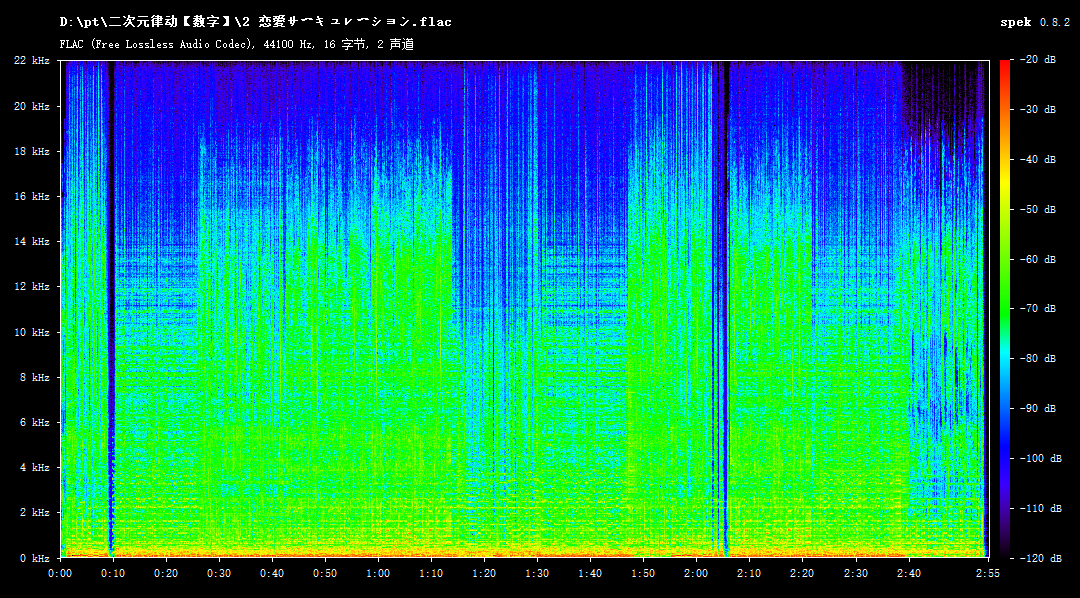 D:\pt\二次元律动【数字】\2 恋爱サーキュレーション.flac
spek 0.8.2
FLAC (Free Lossless Audio Codec), 44100 Hz, 16 字节, 2 声道
22 kHz
20 kHz
18 kHz
16 kHz
14 kHz
12 kHz
10 kHz
8 kHz
6 kHz
4 kHz
2 kHz
0 kHz
0:00 0:10 0:20 0:30 0:40 0:50 1:00 1:10 1:20 1:30 1:40 1:50 2:00 2:10 2:20 2:30 2:40 2:55
-20 dB
-30 dB
-40 dB
-50 dB
-60 dB
-70 dB
-80 dB
-90 dB
-100 dB
-110 dB
-120 dB